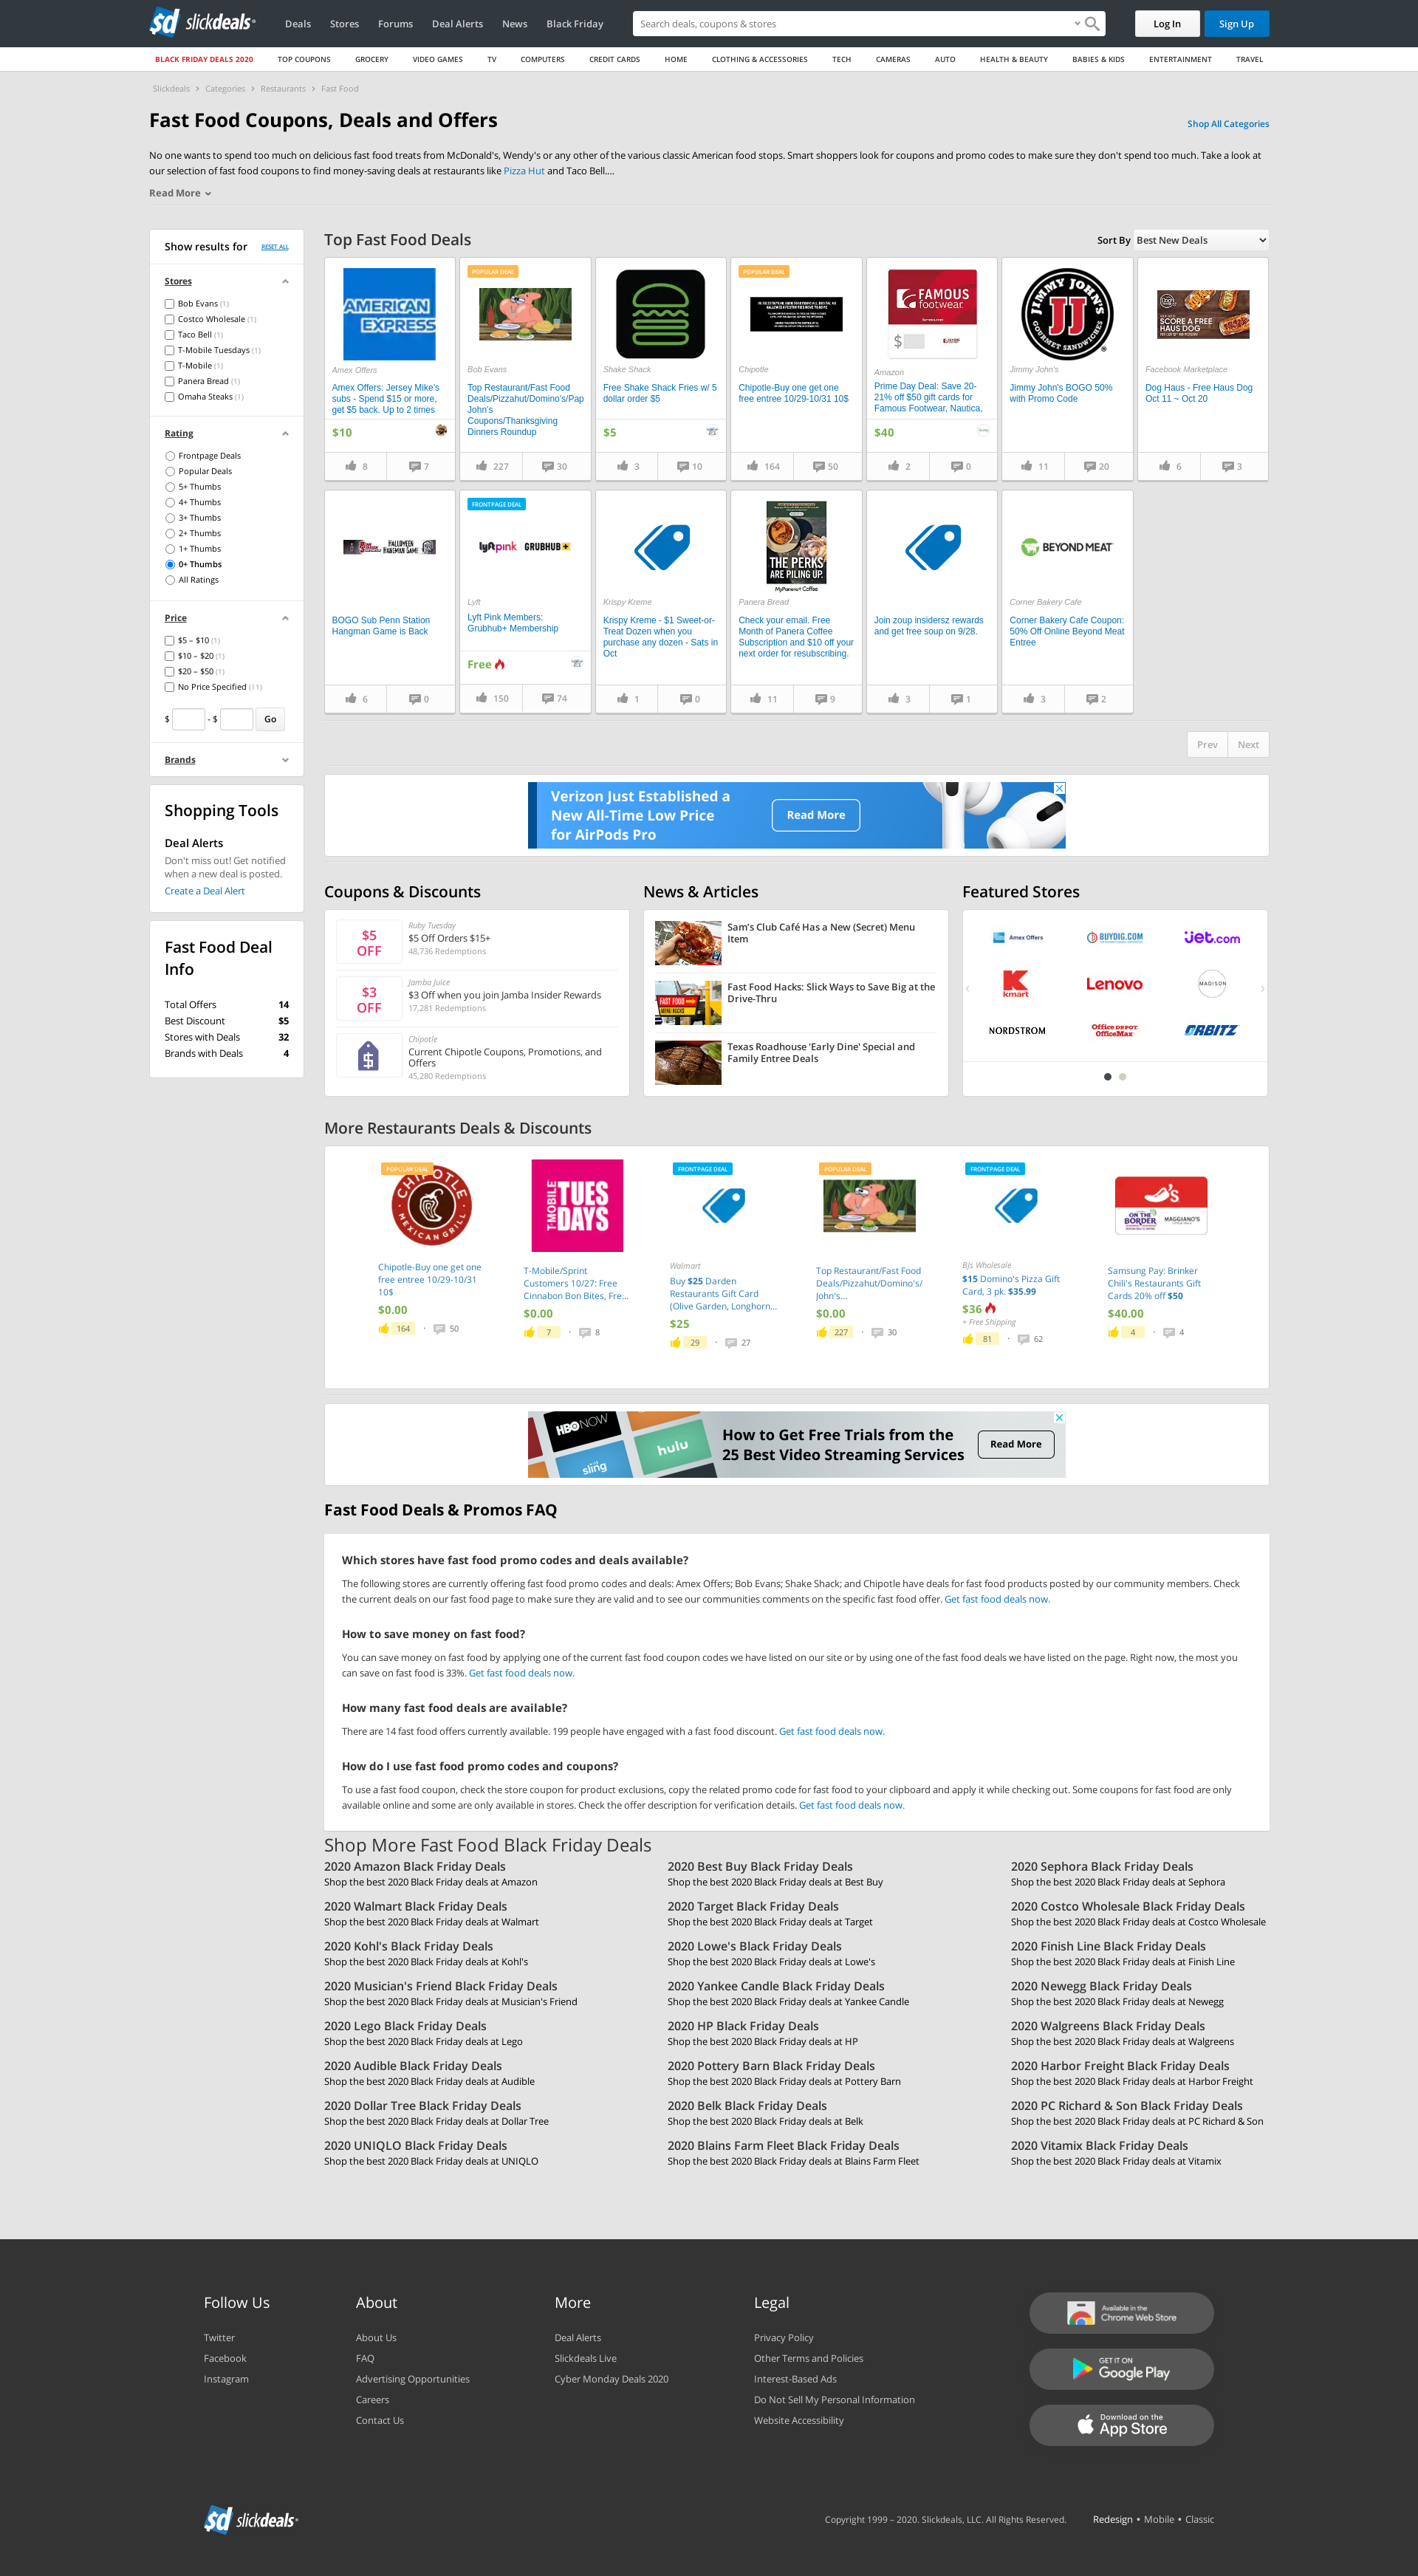 sd slickdeals
Deals Stores Forums Deal Alerts News Black Friday
Search deals, coupons & stores
Log In Sign Up
BLACK FRIDAY DEALS 2020 TOP COUPONS GROCERY VIDEO GAMES TV COMPUTERS CREDIT CARDS HOME CLOTHING & ACCESSORIES TECH CAMERAS AUTO HEALTH & BEAUTY BABIES & KIDS ENTERTAINMENT TRAVEL
Slickdeals › Categories › Restaurants › Fast Food
Fast Food Coupons, Deals and Offers
Shop All Categories
No one wants to spend too much on delicious fast food treats from McDonald's, Wendy's or any other of the various classic American food stops. Smart shoppers look for coupons and promo codes to make sure they don't spend too much. Take a look at
our selection of fast food coupons to find money-saving deals at restaurants like Pizza Hut and Taco Bell....
Read More
Show results for RESET ALL
Stores
Bob Evans (1)
Costco Wholesale (1)
Taco Bell (1)
T-Mobile Tuesdays (1)
T-Mobile (1)
Panera Bread (1)
Omaha Steaks (1)
Rating
Frontpage Deals
Popular Deals
5+ Thumbs
4+ Thumbs
3+ Thumbs
2+ Thumbs
1+ Thumbs
0+ Thumbs
All Ratings
Price
$5 – $10 (1)
$10 – $20 (1)
$20 – $50 (1)
No Price Specified (11)
$ - $ Go
Brands
Shopping Tools
Deal Alerts
Don't miss out! Get notified
when a new deal is posted.
Create a Deal Alert
Fast Food Deal
Info
Total Offers 14
Best Discount $5
Stores with Deals 32
Brands with Deals 4
Top Fast Food Deals
Sort By Best New Deals
AMERICAN
EXPRESS
Amex Offers
Amex Offers: Jersey Mike's
subs - Spend $15 or more,
get $5 back. Up to 2 times
$10
8 7
POPULAR DEAL
Bob Evans
Top Restaurant/Fast Food
Deals/Pizzahut/Domino's/Pap
John's
Coupons/Thanksgiving
Dinners Roundup
227 30
Shake Shack
Free Shake Shack Fries w/ 5
dollar order $5
$5
3 10
POPULAR DEAL
Chipotle
Chipotle-Buy one get one
free entree 10/29-10/31 10$
164 50
FAMOUS
footwear
$
Amazon
Prime Day Deal: Save 20-
21% off $50 gift cards for
Famous Footwear, Nautica,
$40
2 0
JIMMY JOHN'S
JJ
GOURMET SANDWICHES
Jimmy John's
Jimmy John's BOGO 50%
with Promo Code
11 20
SCORE A FREE
HAUS DOG
Facebook Marketplace
Dog Haus - Free Haus Dog
Oct 11 ~ Oct 20
6 3
HALLOWEEN
HANGMAN GAME
BOGO Sub Penn Station
Hangman Game is Back
6 0
FRONTPAGE DEAL
lyft pink GRUBHUB+
Lyft
Lyft Pink Members:
Grubhub+ Membership
Free
150 74
Krispy Kreme
Krispy Kreme - $1 Sweet-or-
Treat Dozen when you
purchase any dozen - Sats in
Oct
1 0
THE PERKS
ARE PILING UP.
MyPanera+ Coffee
Panera Bread
Check your email. Free
Month of Panera Coffee
Subscription and $10 off your
next order for resubscribing.
11 9
Join zoup insidersz rewards
and get free soup on 9/28.
3 1
BEYOND MEAT
Corner Bakery Cafe
Corner Bakery Cafe Coupon:
50% Off Online Beyond Meat
Entree
3 2
Prev Next
Verizon Just Established a
New All-Time Low Price
for AirPods Pro
Read More
Coupons & Discounts
$5
OFF
Ruby Tuesday
$5 Off Orders $15+
48,736 Redemptions
$3
OFF
Jamba Juice
$3 Off when you join Jamba Insider Rewards
17,281 Redemptions
$
Chipotle
Current Chipotle Coupons, Promotions, and
Offers
45,280 Redemptions
News & Articles
Sam's Club Café Has a New (Secret) Menu
Item
FAST FOOD
MENU HACKS
Fast Food Hacks: Slick Ways to Save Big at the
Drive-Thru
Texas Roadhouse 'Early Dine' Special and
Family Entree Deals
Featured Stores
Amex Offers BUYDIG.COM jet.com
kmart Lenovo MADISON
NORDSTROM Office DEPOT OfficeMax ORBITZ
More Restaurants Deals & Discounts
POPULAR DEAL
CHIPOTLE
MEXICAN GRILL
Chipotle-Buy one get one
free entree 10/29-10/31
10$
$0.00
164 · 50
T-MOBILE
TUES
DAYS
T-Mobile/Sprint
Customers 10/27: Free
Cinnabon Bon Bites, Fre...
$0.00
7 · 8
FRONTPAGE DEAL
Walmart
Buy $25 Darden
Restaurants Gift Card
(Olive Garden, Longhorn...
$25
29 · 27
POPULAR DEAL
Top Restaurant/Fast Food
Deals/Pizzahut/Domino's/
John's...
$0.00
227 · 30
FRONTPAGE DEAL
BJs Wholesale
$15 Domino's Pizza Gift
Card, 3 pk. $35.99
$36
+ Free Shipping
81 · 62
ON THE
BORDER
MAGGIANO'S
Samsung Pay: Brinker
Chili's Restaurants Gift
Cards 20% off $50
$40.00
4 · 4
HBO NOW
hulu
sling
How to Get Free Trials from the
25 Best Video Streaming Services
Read More
Fast Food Deals & Promos FAQ
Which stores have fast food promo codes and deals available?
The following stores are currently offering fast food promo codes and deals: Amex Offers; Bob Evans; Shake Shack; and Chipotle have deals for fast food products posted by our community members. Check
the current deals on our fast food page to make sure they are valid and to see our communities comments on the specific fast food offer. Get fast food deals now.
How to save money on fast food?
You can save money on fast food by applying one of the current fast food coupon codes we have listed on our site or by using one of the fast food deals we have listed on the page. Right now, the most you
can save on fast food is 33%. Get fast food deals now.
How many fast food deals are available?
There are 14 fast food offers currently available. 199 people have engaged with a fast food discount. Get fast food deals now.
How do I use fast food promo codes and coupons?
To use a fast food coupon, check the store coupon for product exclusions, copy the related promo code for fast food to your clipboard and apply it while checking out. Some coupons for fast food are only
available online and some are only available in stores. Check the offer description for verification details. Get fast food deals now.
Shop More Fast Food Black Friday Deals
2020 Amazon Black Friday Deals
Shop the best 2020 Black Friday deals at Amazon
2020 Best Buy Black Friday Deals
Shop the best 2020 Black Friday deals at Best Buy
2020 Sephora Black Friday Deals
Shop the best 2020 Black Friday deals at Sephora
2020 Walmart Black Friday Deals
Shop the best 2020 Black Friday deals at Walmart
2020 Target Black Friday Deals
Shop the best 2020 Black Friday deals at Target
2020 Costco Wholesale Black Friday Deals
Shop the best 2020 Black Friday deals at Costco Wholesale
2020 Kohl's Black Friday Deals
Shop the best 2020 Black Friday deals at Kohl's
2020 Lowe's Black Friday Deals
Shop the best 2020 Black Friday deals at Lowe's
2020 Finish Line Black Friday Deals
Shop the best 2020 Black Friday deals at Finish Line
2020 Musician's Friend Black Friday Deals
Shop the best 2020 Black Friday deals at Musician's Friend
2020 Yankee Candle Black Friday Deals
Shop the best 2020 Black Friday deals at Yankee Candle
2020 Newegg Black Friday Deals
Shop the best 2020 Black Friday deals at Newegg
2020 Lego Black Friday Deals
Shop the best 2020 Black Friday deals at Lego
2020 HP Black Friday Deals
Shop the best 2020 Black Friday deals at HP
2020 Walgreens Black Friday Deals
Shop the best 2020 Black Friday deals at Walgreens
2020 Audible Black Friday Deals
Shop the best 2020 Black Friday deals at Audible
2020 Pottery Barn Black Friday Deals
Shop the best 2020 Black Friday deals at Pottery Barn
2020 Harbor Freight Black Friday Deals
Shop the best 2020 Black Friday deals at Harbor Freight
2020 Dollar Tree Black Friday Deals
Shop the best 2020 Black Friday deals at Dollar Tree
2020 Belk Black Friday Deals
Shop the best 2020 Black Friday deals at Belk
2020 PC Richard & Son Black Friday Deals
Shop the best 2020 Black Friday deals at PC Richard & Son
2020 UNIQLO Black Friday Deals
Shop the best 2020 Black Friday deals at UNIQLO
2020 Blains Farm Fleet Black Friday Deals
Shop the best 2020 Black Friday deals at Blains Farm Fleet
2020 Vitamix Black Friday Deals
Shop the best 2020 Black Friday deals at Vitamix
Follow Us
Twitter
Facebook
Instagram
About
About Us
FAQ
Advertising Opportunities
Careers
Contact Us
More
Deal Alerts
Slickdeals Live
Cyber Monday Deals 2020
Legal
Privacy Policy
Other Terms and Policies
Interest-Based Ads
Do Not Sell My Personal Information
Website Accessibility
Available in the
Chrome Web Store
GET IT ON
Google Play
Download on the
App Store
sd slickdeals
Copyright 1999 – 2020. Slickdeals, LLC. All Rights Reserved.
Redesign • Mobile • Classic